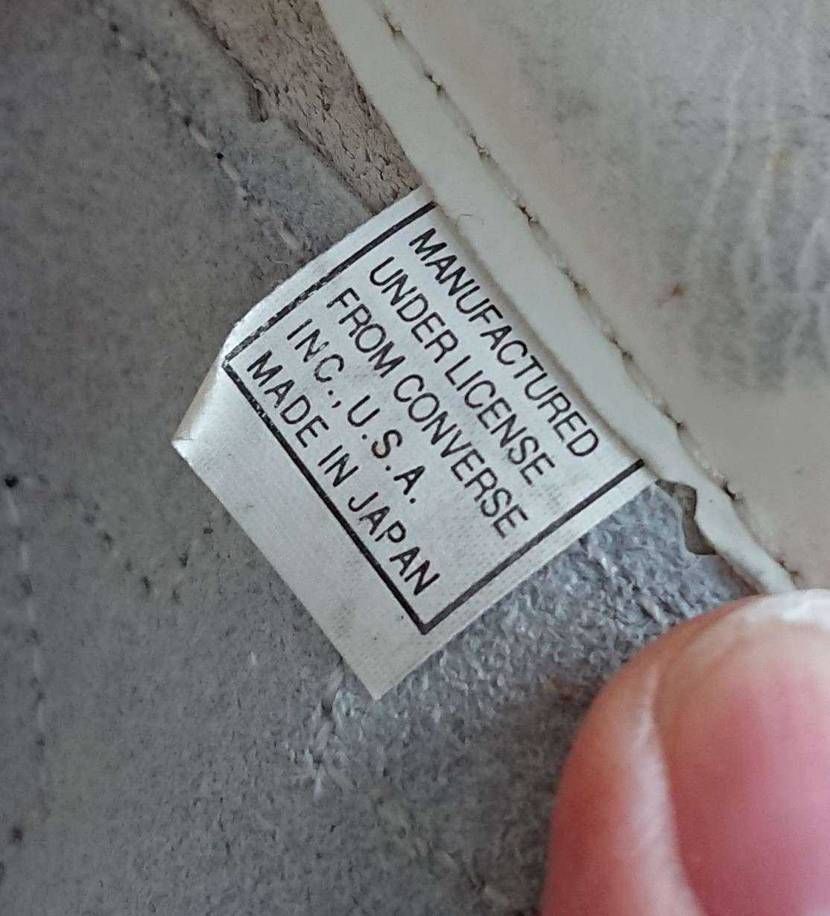 MANUFACTURED
UNDER LICENSE
FROM CONVERSE
INC., U.S.A.
MADE IN JAPAN